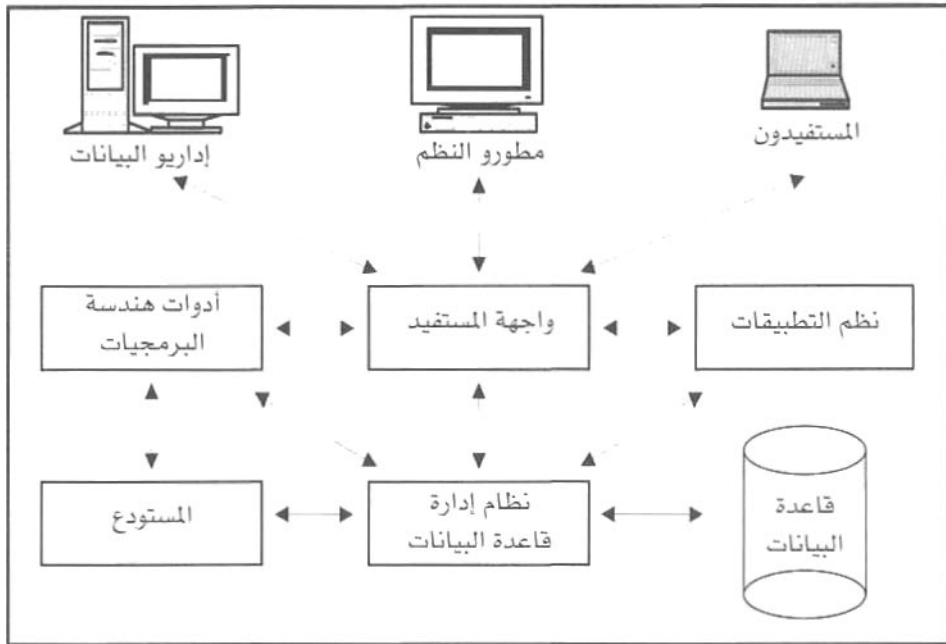 المستفيدون
مطورو النظم
إداريو البيانات
نظم التطبيقات
واجهة المستفيد
أدوات هندسة
البرمجيات
قاعدة
البيانات
نظام إدارة
قاعدة البيانات
المستودع